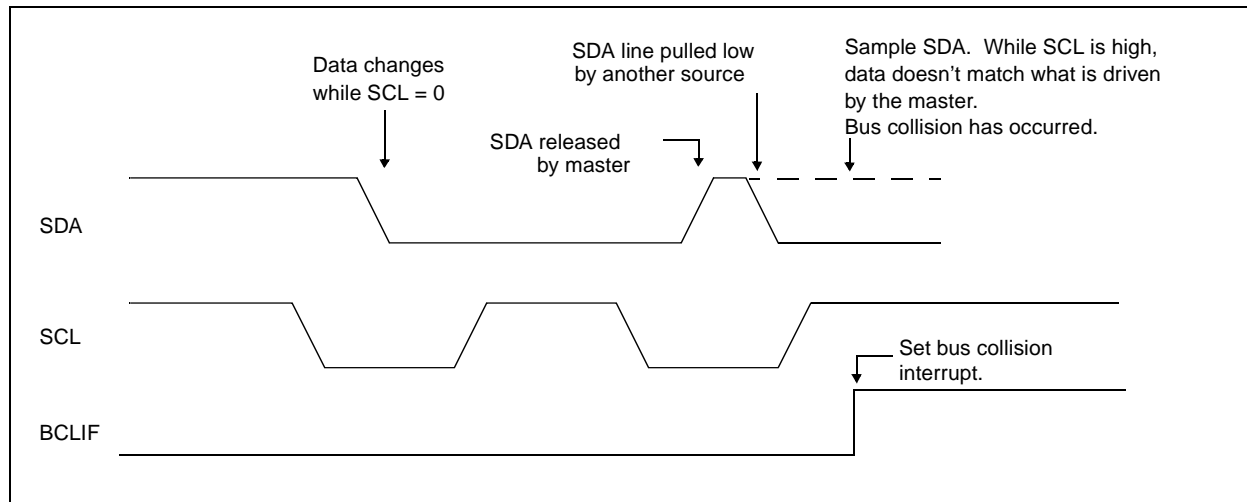 Data changes
while SCL = 0
SDA line pulled low
by another source
Sample SDA.  While SCL is high,
data doesn't match what is driven
by the master.
Bus collision has occurred.
SDA released
by master
SDA
SCL
Set bus collision
interrupt.
BCLIF